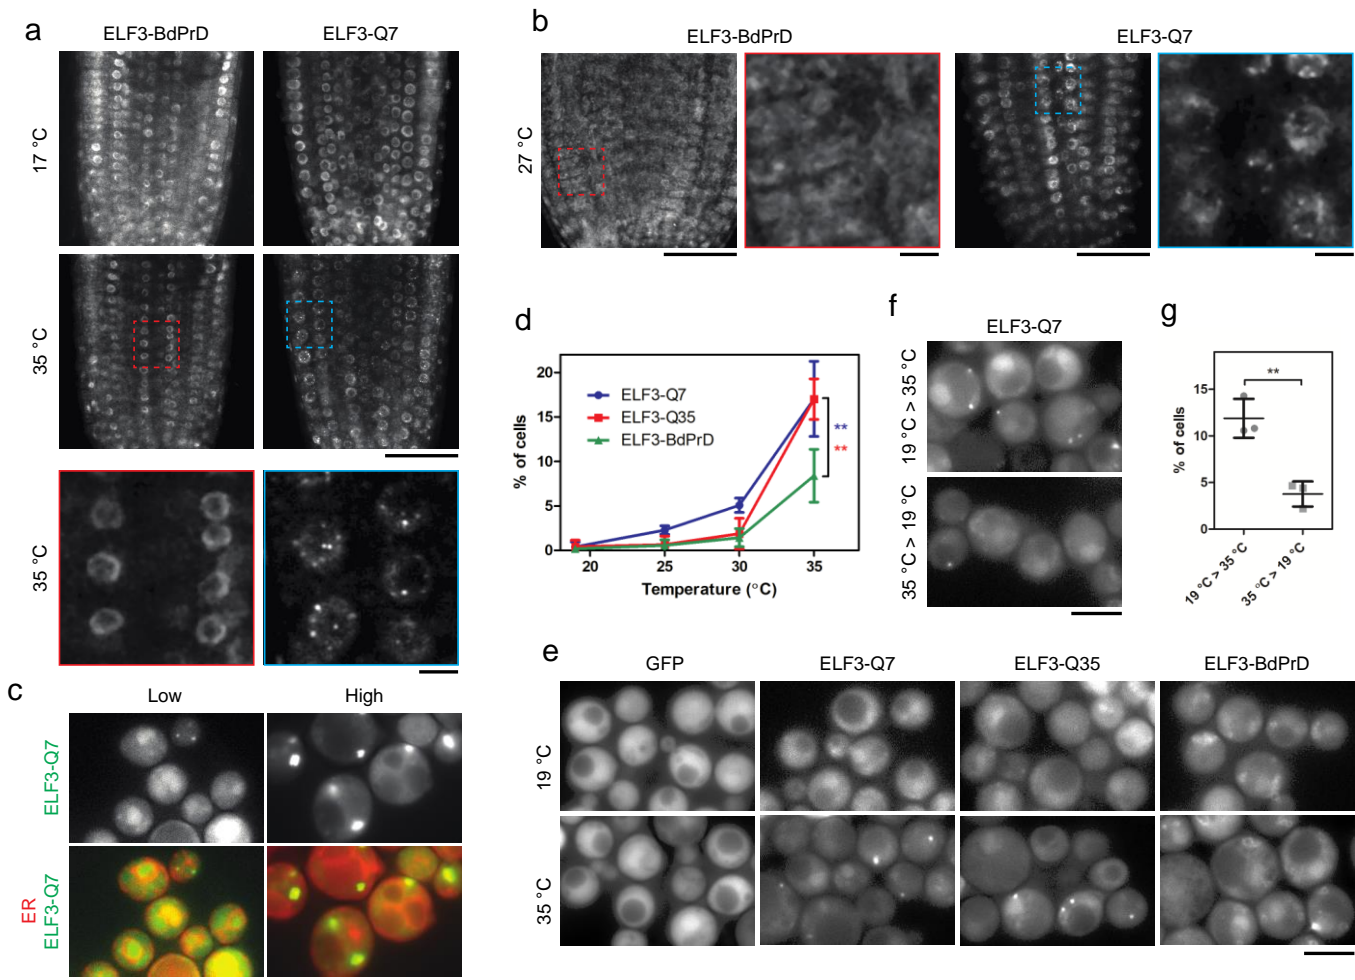 a
ELF3-BdPrD
ELF3-Q7
17 °C
35 °C
35 °C
b
ELF3-BdPrD
ELF3-Q7
27 °C
c
Low
High
ELF3-Q7
ER
ELF3-Q7
d
% of cells
20
15
10
5
0
ELF3-Q7
ELF3-Q35
ELF3-BdPrD
**
**
20
25
30
35
Temperature (°C)
e
GFP
ELF3-Q7
ELF3-Q35
ELF3-BdPrD
19 °C
35 °C
f
ELF3-Q7
19 °C > 35 °C
35 °C > 19 °C
g
% of cells
15
10
5
0
**
19 °C > 35 °C
35 °C > 19 °C